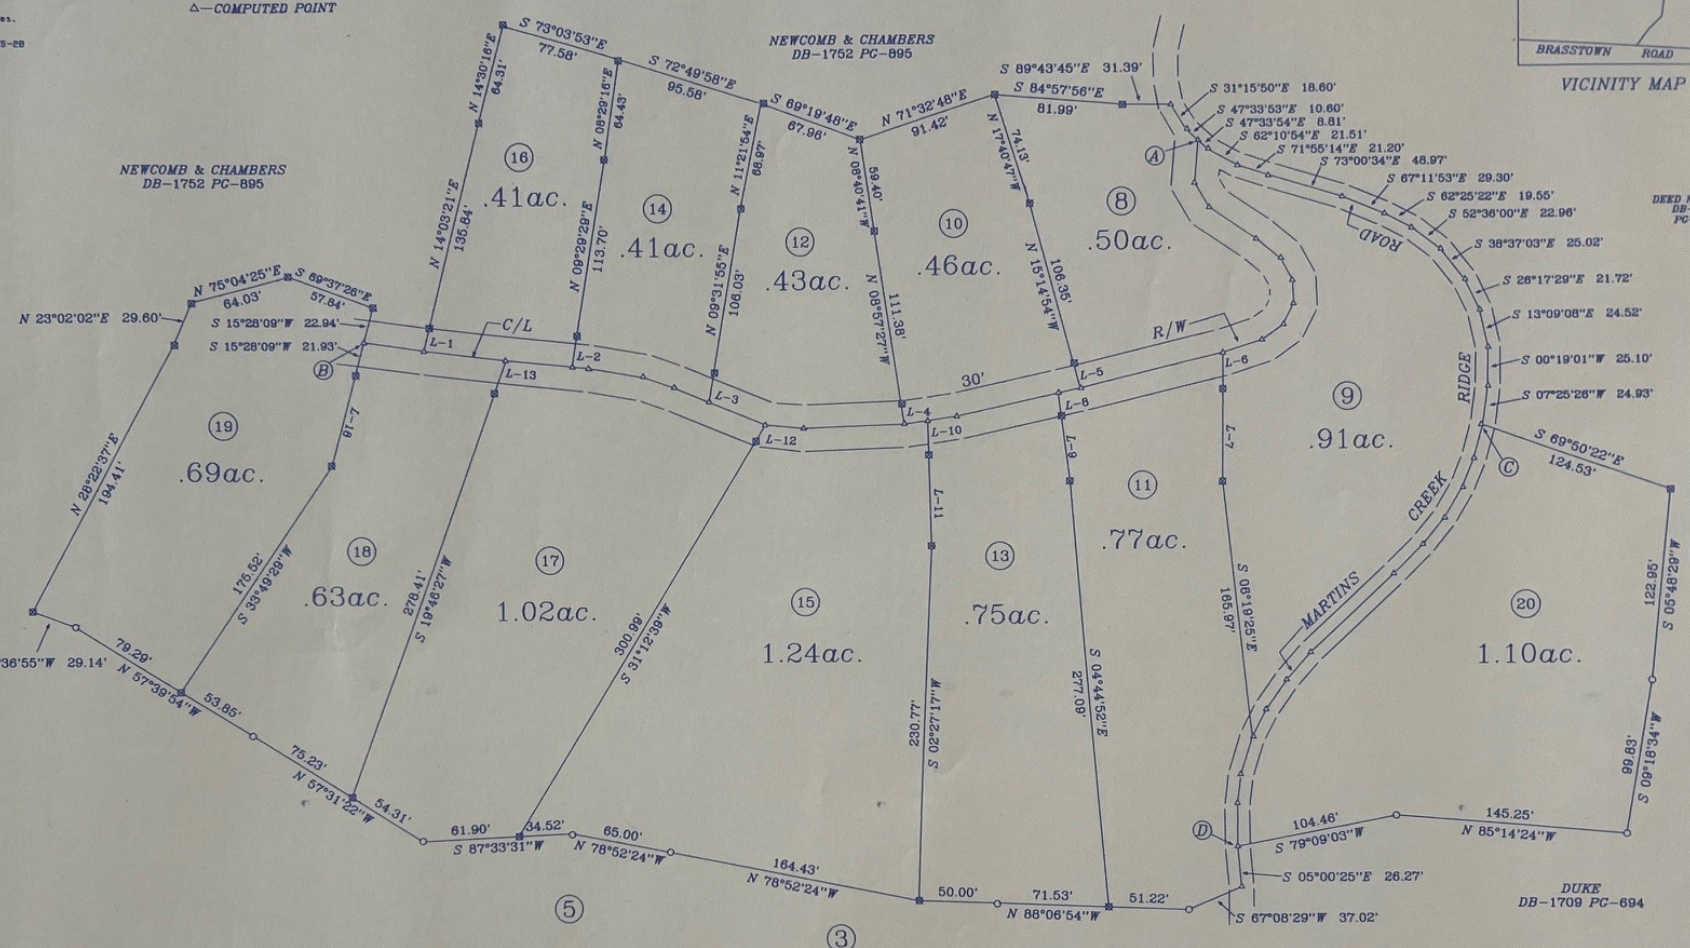 △—COMPUTED POINT
S-2B
NEWCOMB & CHAMBERS
DB-1752 PG-895
BRASSTOWN ROAD
VICINITY MAP
S 73°03'53"E
77.58'
S 72°49'58"E
95.58'
S 69°19'48"E
67.96'
N 71°32'48"E
91.42'
S 89°43'45"E 31.39'
S 84°57'56"E
81.99'
S 31°15'50"E 18.60'
S 47°33'53"E 10.60'
S 47°33'54"E 8.81'
S 62°10'54"E 21.51'
S 71°55'14"E 21.20'
S 73°00'34"E 48.97'
S 67°11'53"E 29.30'
S 62°25'22"E 19.55'
S 52°36'00"E 22.96'
S 38°37'03"E 25.02'
S 26°17'29"E 21.72'
S 13°09'08"E 24.52'
S 00°19'01"W 25.10'
S 07°25'26"W 24.93'
S 69°50'22"E
124.53'
N 14°30'16"E
64.31'
N 08°29'16"E
64.43'
N 11°21'54"E
68.97'
N 08°40'41"W
59.40'
N 17°40'47"W
74.13'
A
ROAD
NEWCOMB & CHAMBERS
DB-1752 PG-895
16
.41ac.
14
.41ac.
12
.43ac.
10
.46ac.
8
.50ac.
N 14°03'21"E
135.84'
N 09°29'29"E
113.70'
N 09°31'55"E
106.03'
N 08°57'27"W
111.38'
N 15°14'54"W
106.35'
N 75°04'25"E
64.03'
S 69°37'26"E
57.84'
N 23°02'02"E 29.60'
S 15°28'09"W 22.94'
S 15°28'09"W 21.93'
B
C/L
R/W
30'
L-1
L-2
L-3
L-4
L-5
L-6
L-7
L-8
L-9
L-10
L-11
L-12
L-13
L-18
19
.69ac.
18
.63ac.
17
1.02ac.
15
1.24ac.
13
.75ac.
11
.77ac.
9
.91ac.
20
1.10ac.
C
RIDGE
CREEK
MARTINS
N 28°22'37"E
194.41'
175.52'
S 33°49'29"W
278.41'
S 19°46'27"W
300.99'
S 31°12'39"W
230.77'
S 02°27'17"W
S 04°44'52"E
277.09'
S 06°19'25"E
165.97'
122.95'
S 05°48'29"W
99.83'
S 09°18'34"W
36'55"W 29.14'
79.29'
N 57°39'54"W
53.85'
75.23'
N 57°31'22"W
54.31'
61.90'
S 87°33'31"W
34.52'
65.00'
N 78°52'24"W
164.43'
N 78°52'24"W
50.00'
71.53'
N 88°06'54"W
51.22'
D
104.46'
S 79°09'03"W
145.25'
N 85°14'24"W
S 05°00'25"E 26.27'
S 67°08'29"W 37.02'
DUKE
DB-1709 PG-694
5
3